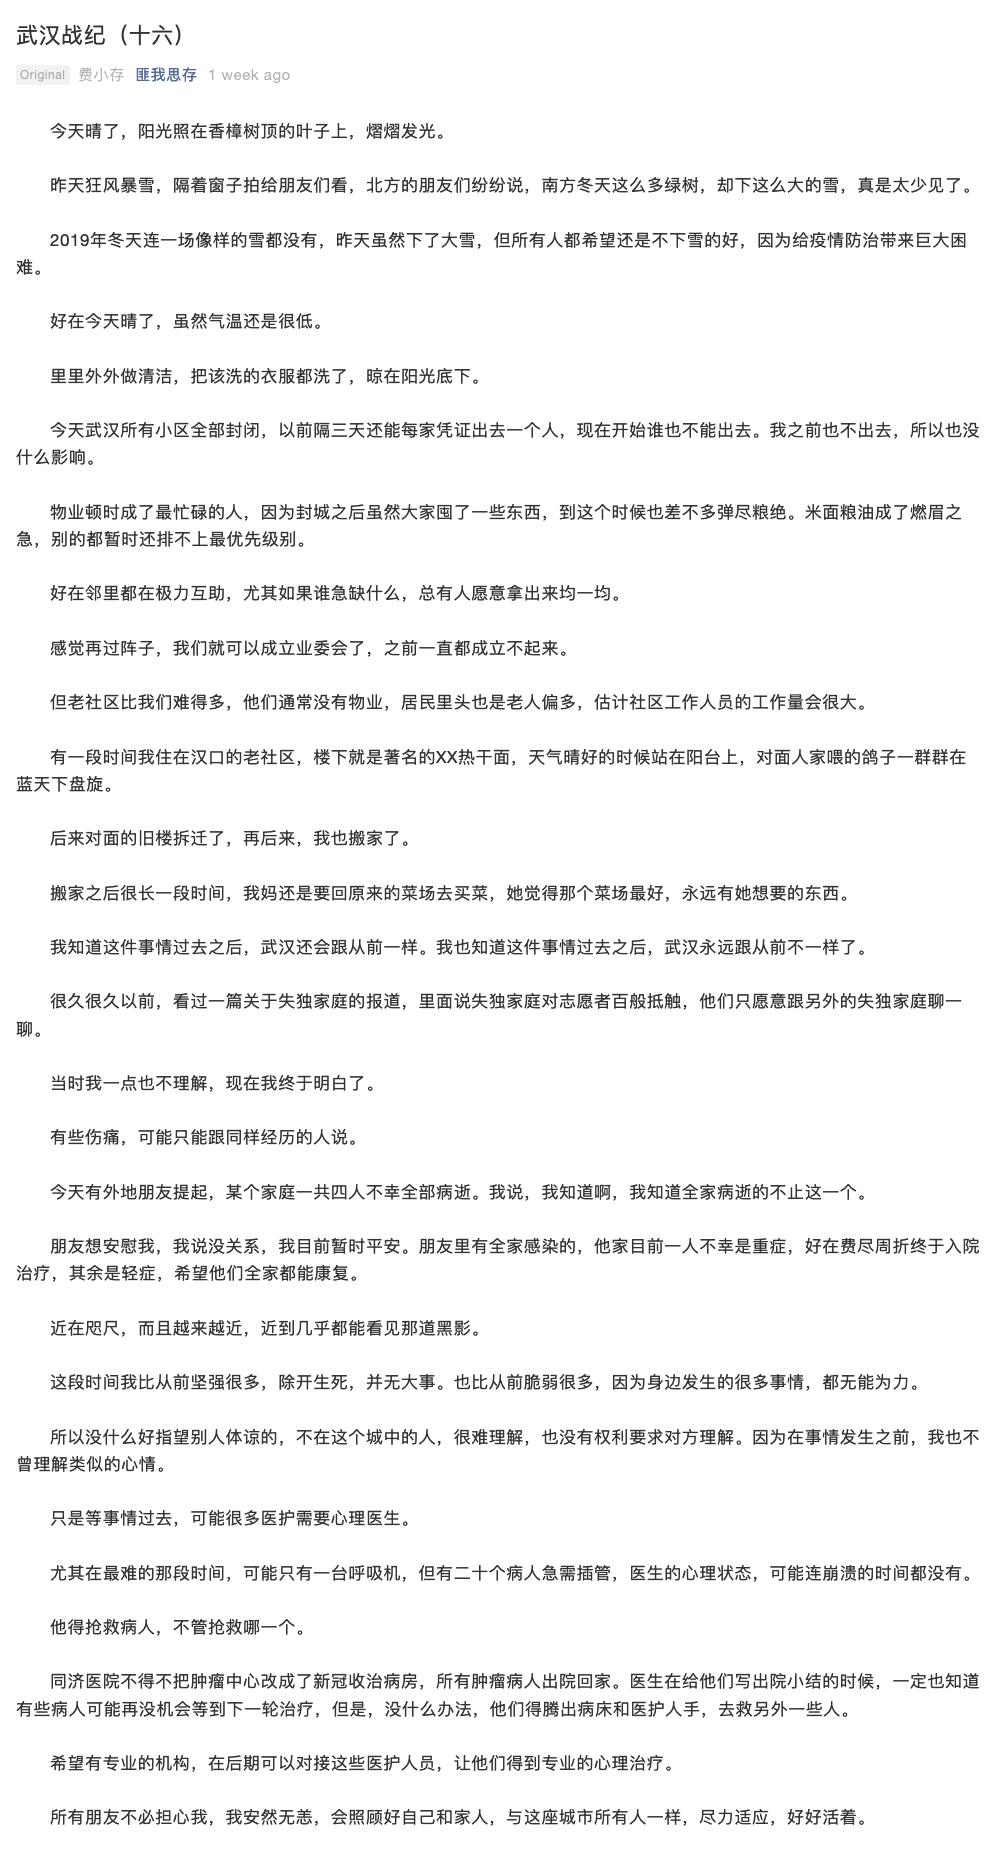 武汉战纪（十六）
Original 费小存 匪我思存 1 week ago
今天晴了，阳光照在香樟树顶的叶子上，熠熠发光。
昨天狂风暴雪，隔着窗子拍给朋友们看，北方的朋友们纷纷说，南方冬天这么多绿树，却下这么大的雪，真是太少见了。
2019年冬天连一场像样的雪都没有，昨天虽然下了大雪，但所有人都希望还是不下雪的好，因为给疫情防治带来巨大困
难。
好在今天晴了，虽然气温还是很低。
里里外外做清洁，把该洗的衣服都洗了，晾在阳光底下。
今天武汉所有小区全部封闭，以前隔三天还能每家凭证出去一个人，现在开始谁也不能出去。我之前也不出去，所以也没
什么影响。
物业顿时成了最忙碌的人，因为封城之后虽然大家囤了一些东西，到这个时候也差不多弹尽粮绝。米面粮油成了燃眉之
急，别的都暂时还排不上最优先级别。
好在邻里都在极力互助，尤其如果谁急缺什么，总有人愿意拿出来均一均。
感觉再过阵子，我们就可以成立业委会了，之前一直都成立不起来。
但老社区比我们难得多，他们通常没有物业，居民里头也是老人偏多，估计社区工作人员的工作量会很大。
有一段时间我住在汉口的老社区，楼下就是著名的XX热干面，天气晴好的时候站在阳台上，对面人家喂的鸽子一群群在
蓝天下盘旋。
后来对面的旧楼拆迁了，再后来，我也搬家了。
搬家之后很长一段时间，我妈还是要回原来的菜场去买菜，她觉得那个菜场最好，永远有她想要的东西。
我知道这件事情过去之后，武汉还会跟从前一样。我也知道这件事情过去之后，武汉永远跟从前不一样了。
很久很久以前，看过一篇关于失独家庭的报道，里面说失独家庭对志愿者百般抵触，他们只愿意跟另外的失独家庭聊一
聊。
当时我一点也不理解，现在我终于明白了。
有些伤痛，可能只能跟同样经历的人说。
今天有外地朋友提起，某个家庭一共四人不幸全部病逝。我说，我知道啊，我知道全家病逝的不止这一个。
朋友想安慰我，我说没关系，我目前暂时平安。朋友里有全家感染的，他家目前一人不幸是重症，好在费尽周折终于入院
治疗，其余是轻症，希望他们全家都能康复。
近在咫尺，而且越来越近，近到几乎都能看见那道黑影。
这段时间我比从前坚强很多，除开生死，并无大事。也比从前脆弱很多，因为身边发生的很多事情，都无能为力。
所以没什么好指望别人体谅的，不在这个城中的人，很难理解，也没有权利要求对方理解。因为在事情发生之前，我也不
曾理解类似的心情。
只是等事情过去，可能很多医护需要心理医生。
尤其在最难的那段时间，可能只有一台呼吸机，但有二十个病人急需插管，医生的心理状态，可能连崩溃的时间都没有。
他得抢救病人，不管抢救哪一个。
同济医院不得不把肿瘤中心改成了新冠收治病房，所有肿瘤病人出院回家。医生在给他们写出院小结的时候，一定也知道
有些病人可能再没机会等到下一轮治疗，但是，没什么办法，他们得腾出病床和医护人手，去救另外一些人。
希望有专业的机构，在后期可以对接这些医护人员，让他们得到专业的心理治疗。
所有朋友不必担心我，我安然无恙，会照顾好自己和家人，与这座城市所有人一样，尽力适应，好好活着。